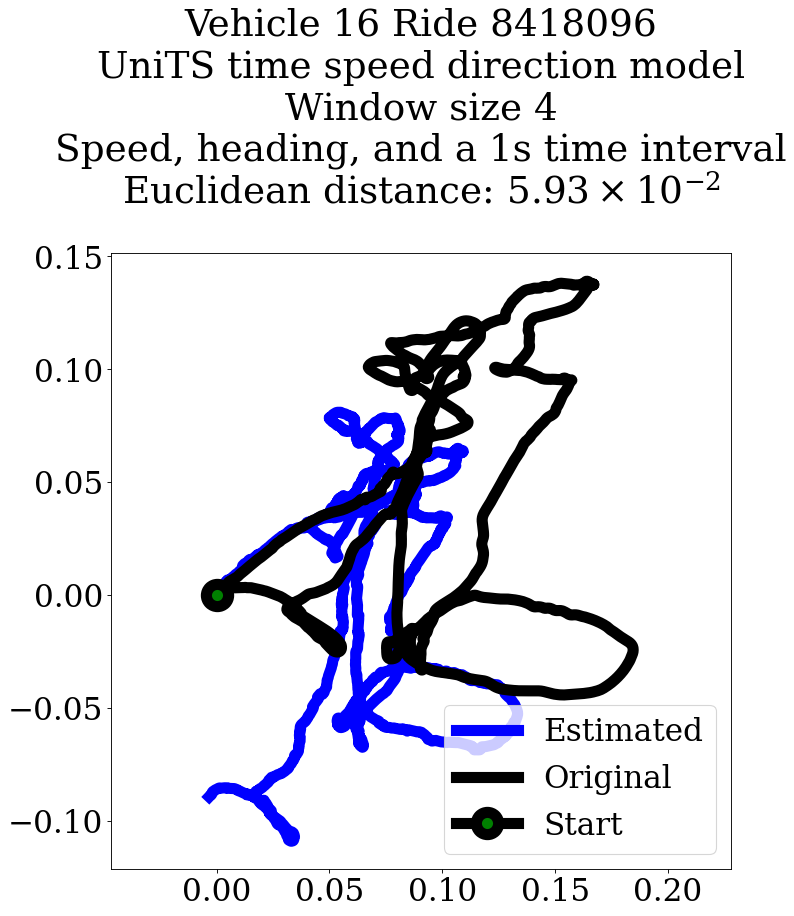 Vehicle 16 Ride 8418096
UniTS time speed direction model
Window size 4
Speed, heading, and a 1s time interval
Euclidean distance: 5.93 × 10⁻²
0.15
0.10
0.05
0.00
−0.05
−0.10
Estimated
Original
Start
0.00 0.05 0.10 0.15 0.20